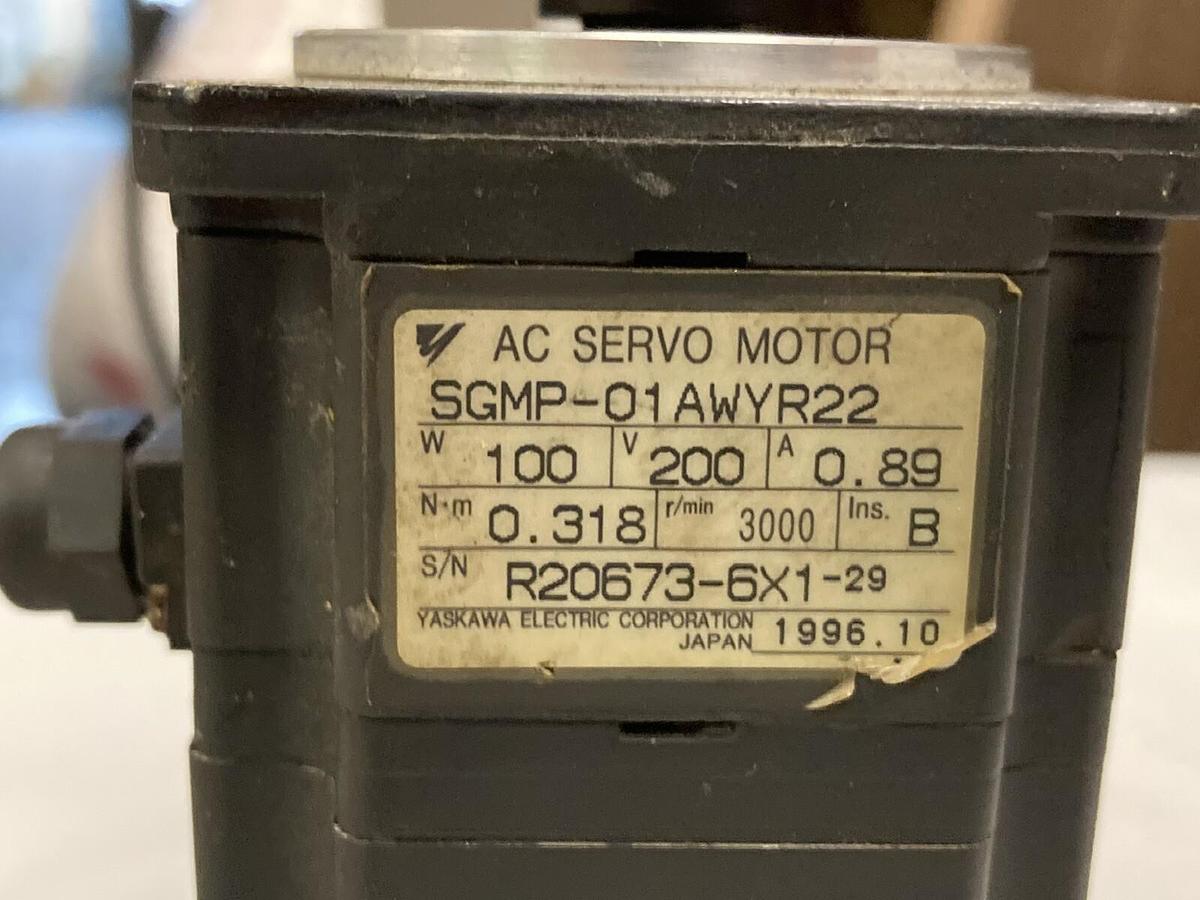 AC SERVO MOTOR
SGMP-01AWYR22
W 100 V 200 A 0.89
N·m 0.318 r/min 3000 Ins. B
S/N R20673-6X1-29
YASKAWA ELECTRIC CORPORATION
JAPAN 1996.10